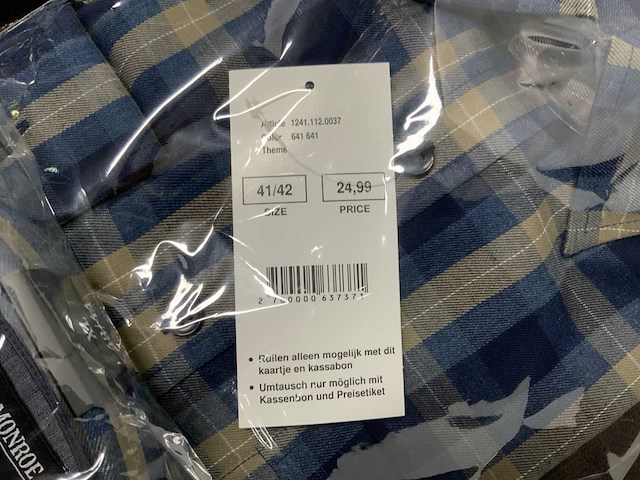 Article 1241.112.0037
Color 641 641
Theme
41/42 24,99
SIZE PRICE
2 700000 637371
• Ruilen alleen mogelijk met dit
kaartje en kassabon
• Umtausch nur möglich mit
Kassenbon und Preisetiket
MONROE